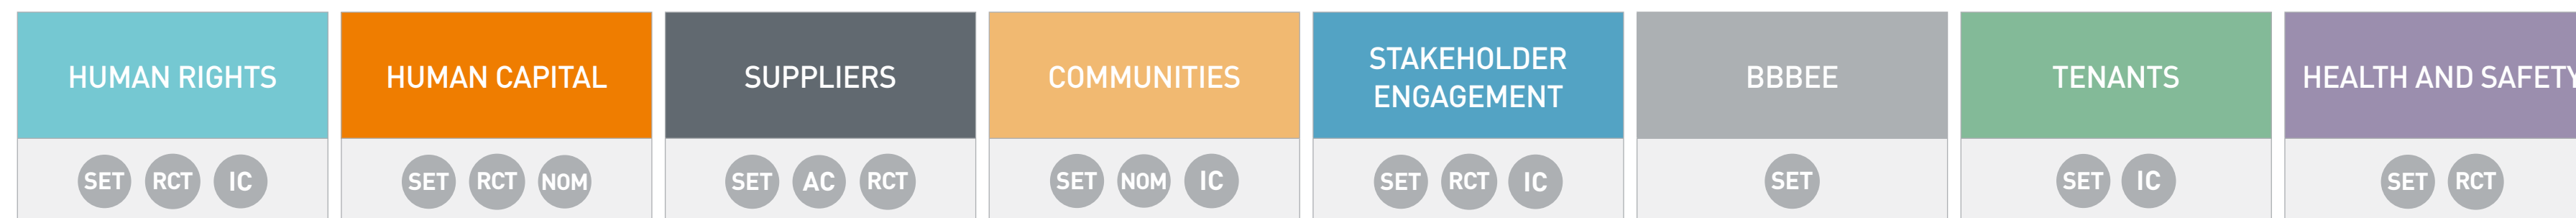 HUMAN RIGHTS
SET RCT IC
HUMAN CAPITAL
SET RCT NOM
SUPPLIERS
SET AC RCT
COMMUNITIES
SET NOM IC
STAKEHOLDER
ENGAGEMENT
SET RCT IC
BBBEE
SET
TENANTS
SET IC
HEALTH AND SAFETY
SET RCT